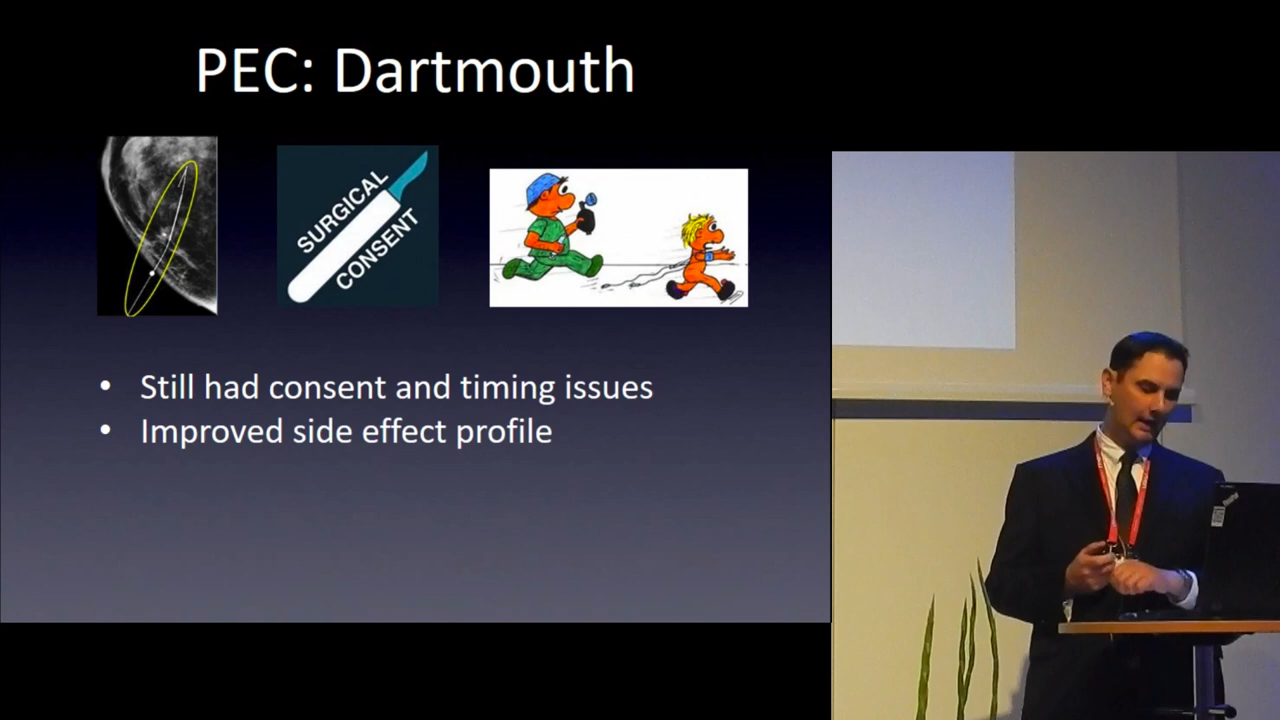 PEC: Dartmouth
SURGICAL
CONSENT
• Still had consent and timing issues
• Improved side effect profile